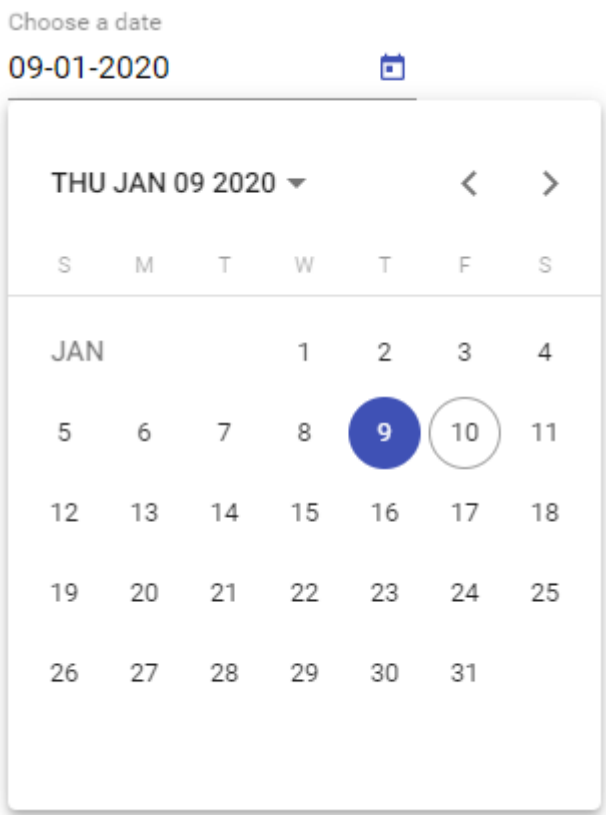 Choose a date
09-01-2020
THU JAN 09 2020
S M T W T F S
JAN 1 2 3 4
5 6 7 8 9 10 11
12 13 14 15 16 17 18
19 20 21 22 23 24 25
26 27 28 29 30 31